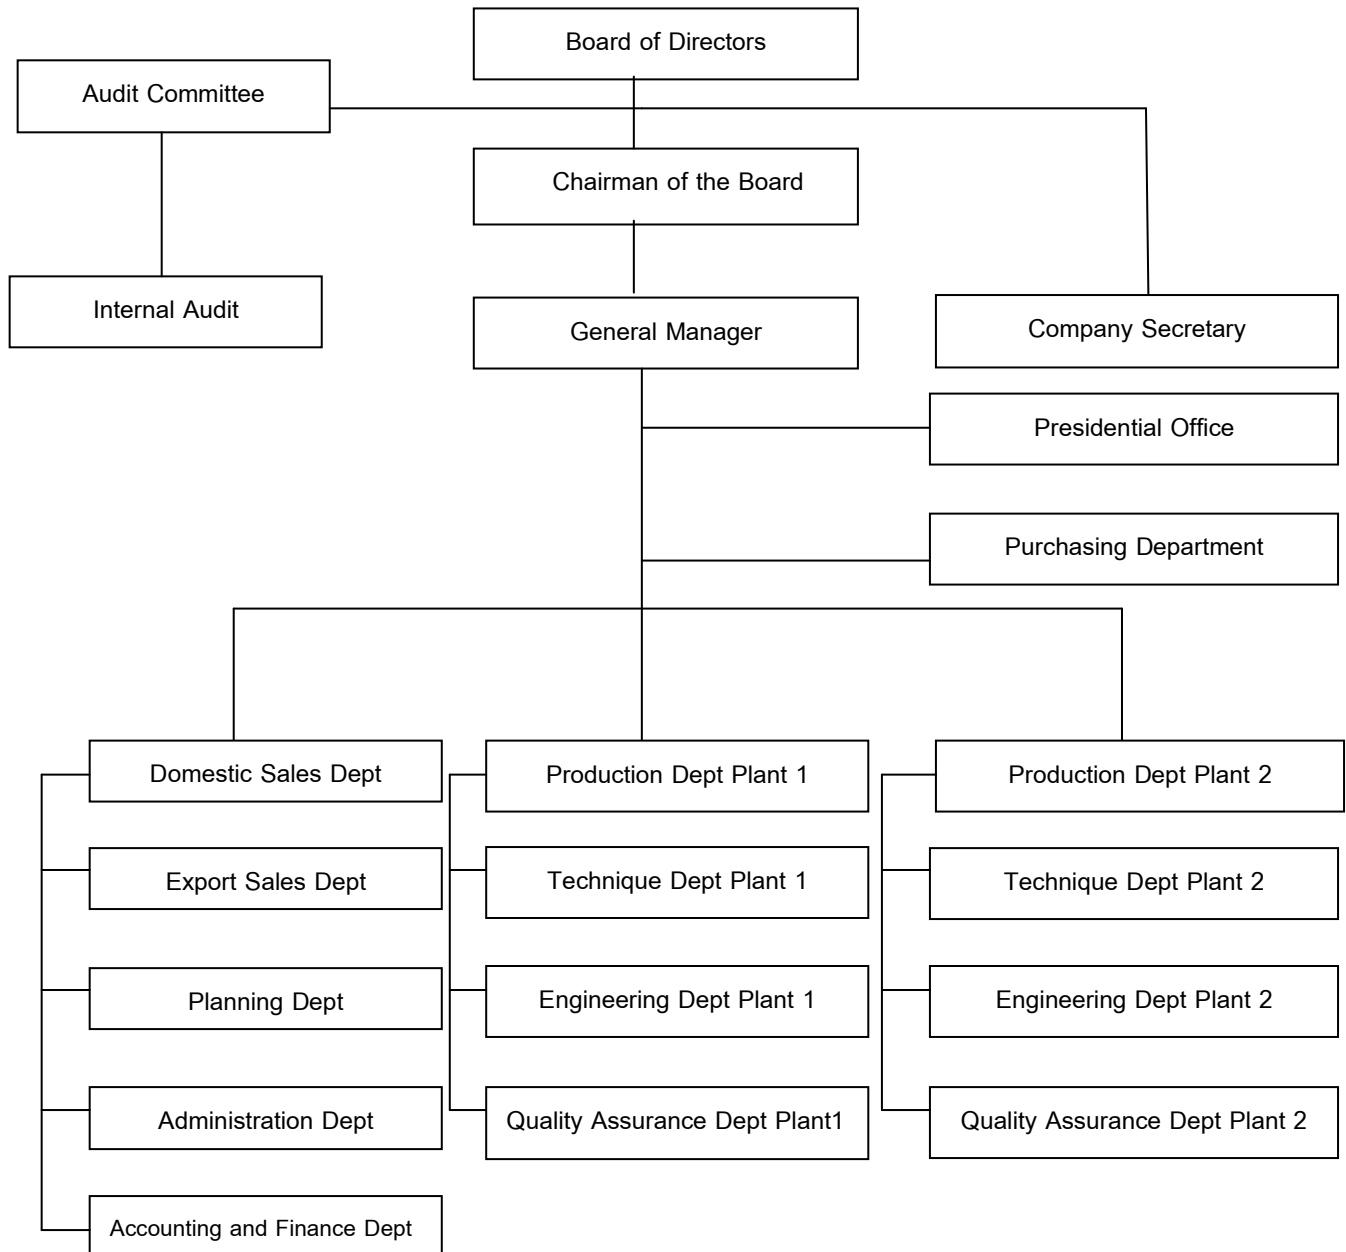 Board of Directors
Audit Committee
Chairman of the Board
Internal Audit
General Manager
Company Secretary
Presidential Office
Purchasing Department
Domestic Sales Dept
Production Dept Plant 1
Production Dept Plant 2
Export Sales Dept
Technique Dept Plant 1
Technique Dept Plant 2
Planning Dept
Engineering Dept Plant 1
Engineering Dept Plant 2
Administration Dept
Quality Assurance Dept Plant1
Quality Assurance Dept Plant 2
Accounting and Finance Dept